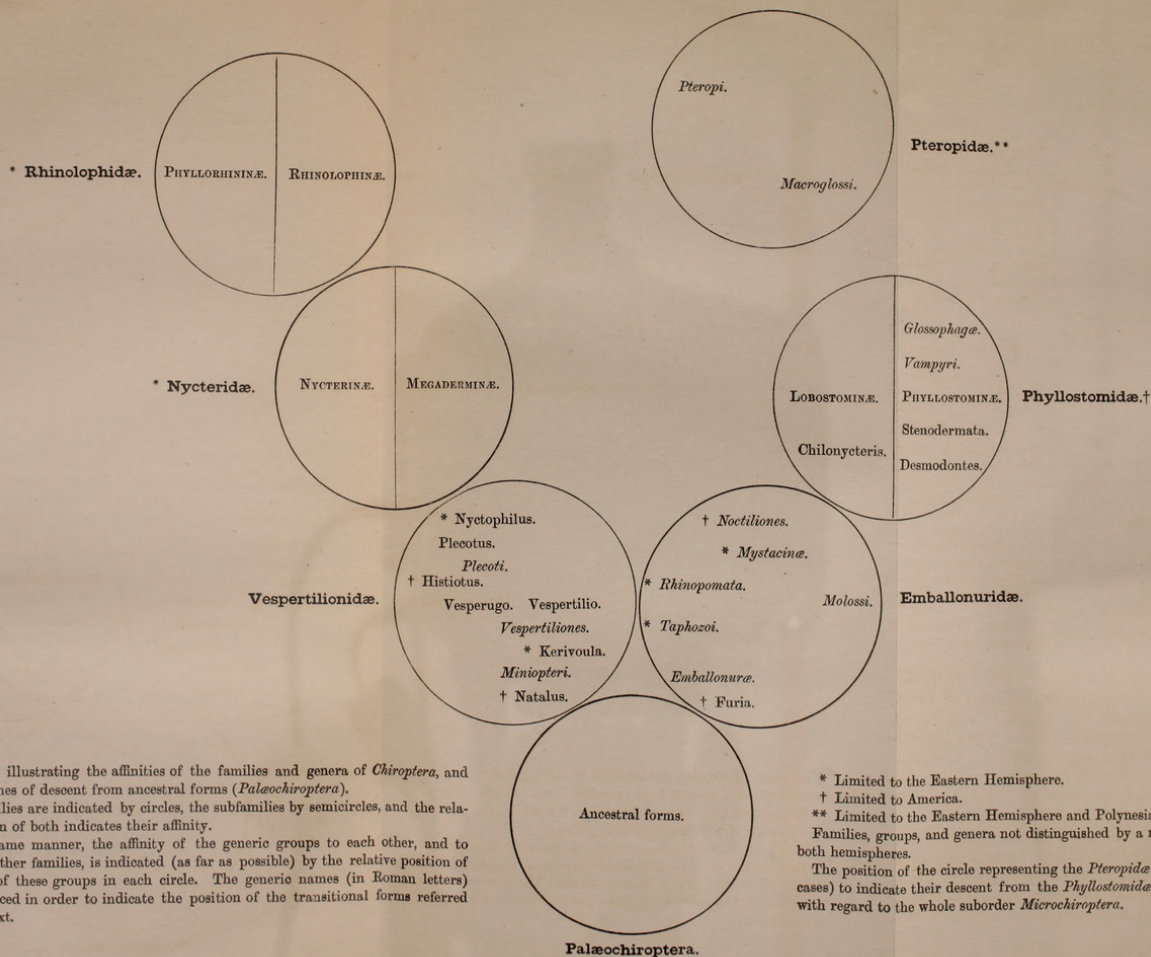 Pteropi.
Pteropidæ.**
* Rhinolophidæ.
PHYLLORHININÆ. RHINOLOPHINÆ.
Macroglossi.
Glossophagæ.
Vampyri.
* Nycteridæ.
NYCTERINÆ. MEGADERMINÆ.
LOBOSTOMINÆ. PHYLLOSTOMINÆ. Phyllostomidæ.†
Stenodermata.
Chilonycteris.
Desmodontes.
* Nyctophilus.
Plecotus.
Plecoti.
† Histiotus.
Vespertilionidæ.
Vesperugo. Vespertilio.
Vespertiliones.
* Kerivoula.
Miniopteri.
† Natalus.
† Noctiliones.
* Mystacinæ.
* Rhinopomata.
Molossi. Emballonuridæ.
* Taphozoi.
Emballonuræ.
† Furia.
Ancestral forms.
Palæochiroptera.
illustrating the affinities of the families and genera of Chiroptera, and
of descent from ancestral forms (Palæochiroptera).
are indicated by circles, the subfamilies by semicircles, and the rela-
of both indicates their affinity.
manner, the affinity of the generic groups to each other, and to
families, is indicated (as far as possible) by the relative position of
of these groups in each circle. The generic names (in Roman letters)
in order to indicate the position of the transitional forms referred
* Limited to the Eastern Hemisphere.
† Limited to America.
** Limited to the Eastern Hemisphere and
Families, groups, and genera not distinguished by a
both hemispheres.
The position of the circle representing the Pteropidæ
cases) to indicate their descent from the Phyllostomidæ
with regard to the whole suborder Microchiroptera.